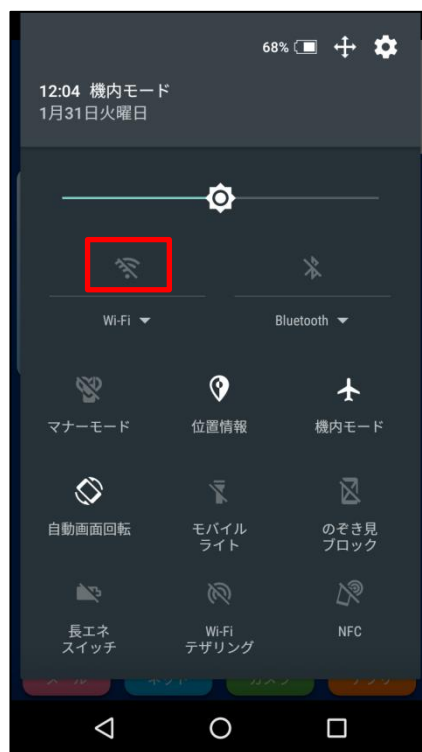 68%
12:04 機内モード
1月31日火曜日
Wi-Fi
Bluetooth
マナーモード
位置情報
機内モード
自動画面回転
モバイル
ライト
のぞき見
ブロック
長エネ
スイッチ
Wi-Fi
テザリング
NFC